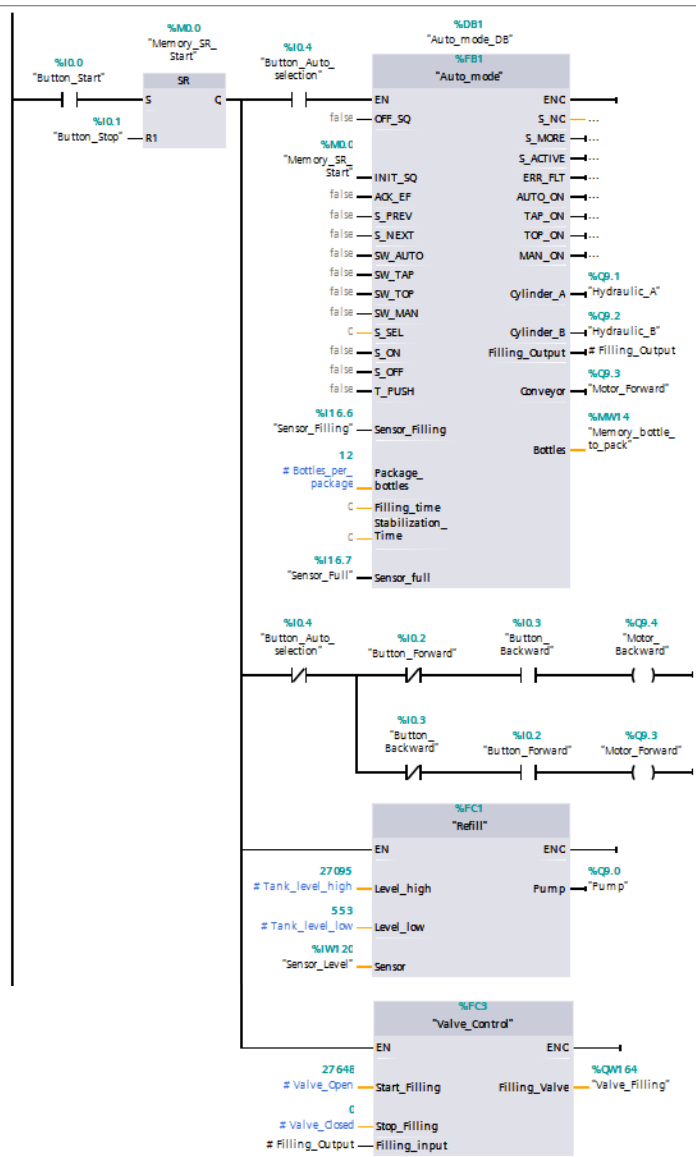 %M0.0
"Memory_SR_
Start"
%I0.0
"Button_Start"
SR
S
Q
%I0.1
"Button_Stop"
R1
%I0.4
"Button_Auto_
selection"
%DB1
"Auto_mode_DB"
%FB1
"Auto_mode"
EN
ENO
false
OFF_SQ
S_NO
...
S_MORE
...
%M0.0
"Memory_SR_
Start"
INIT_SQ
S_ACTIVE
...
ERR_FLT
...
false
ACK_EF
AUTO_ON
...
false
S_PREV
TAP_ON
...
false
S_NEXT
TOP_ON
...
false
SW_AUTO
MAN_ON
...
false
SW_TAP
false
SW_TOP
%Q9.1
Cylinder_A
"Hydraulic_A"
false
SW_MAN
0
S_SEL
%Q9.2
Cylinder_B
"Hydraulic_B"
false
S_ON
Filling_Output
# Filling_Output
false
S_OFF
false
T_PUSH
%Q9.3
Conveyor
"Motor_Forward"
%I16.6
"Sensor_Filling"
Sensor_Filling
%MW14
Bottles
"Memory_bottle_
to_pack"
12
# Bottles_per_
package
Package_
bottles
0
Filling_time
0
Stabilization_
Time
%I16.7
"Sensor_Full"
Sensor_full
%I0.4
"Button_Auto_
selection"
%I0.2
"Button_Forward"
%I0.3
"Button_
Backward"
%Q9.4
"Motor_
Backward"
%I0.3
"Button_
Backward"
%I0.2
"Button_Forward"
%Q9.3
"Motor_Forward"
%FC1
"Refill"
EN
ENO
27095
# Tank_level_high
Level_high
%Q9.0
Pump
"Pump"
553
# Tank_level_low
Level_low
%IW120
"Sensor_Level"
Sensor
%FC3
"Valve_Control"
EN
ENO
27648
# Valve_Open
Start_Filling
%QW164
Filling_Valve
"Valve_Filling"
0
# Valve_Closed
Stop_Filling
# Filling_Output
Filling_input